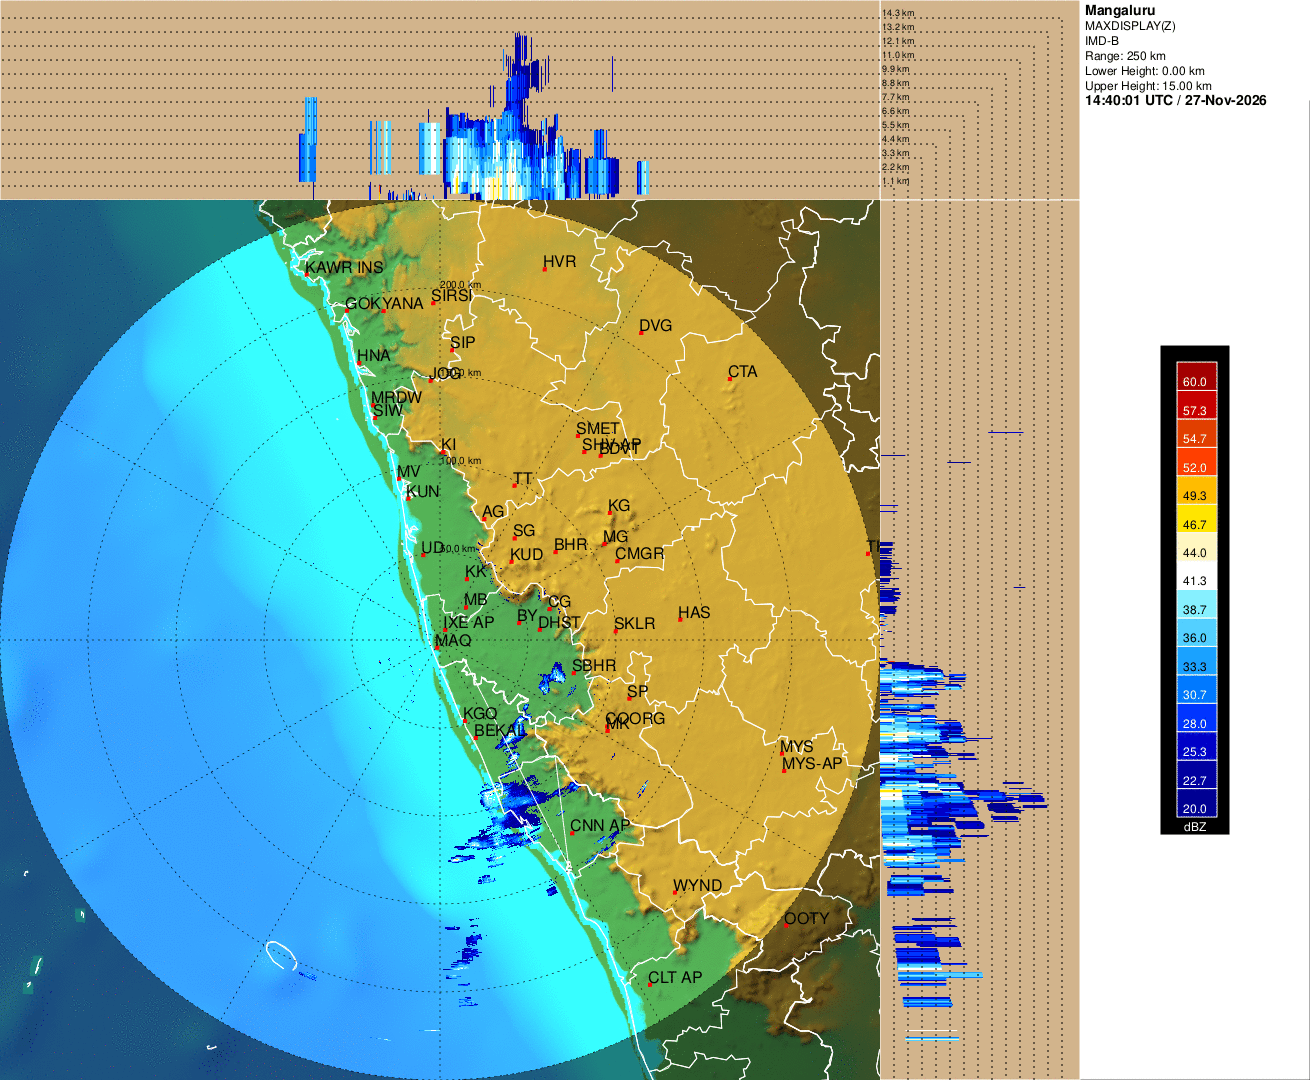 14.3 km
13.2 km
12.1 km
11.0 km
9.9 km
8.8 km
7.7 km
6.6 km
5.5 km
4.4 km
3.3 km
2.2 km
1.1 km
Mangaluru
MAXDISPLAY(Z)
IMD-B
Range: 250 km
Lower Height: 0.00 km
Upper Height: 15.00 km
14:40:01 UTC / 27-Nov-2026
KAWR INS
HVR
200.0 km
SIRSI
GOKYANA
DVG
SIP
HNA
JOG
CTA
MRDW
SIW
SMET
SHV-AP
BDVT
KI
100.0 km
MV
TT
KUN
KG
AG
SG
MG
UD
50.0 km
KUD
BHR
CMGR
KK
MB
CG
IXE AP
BY
DHST
SKLR
HAS
MAQ
SBHR
SP
KGQ
COORG
MK
BEKAL
MYS
MYS-AP
CNN AP
WYND
OOTY
CLT AP
60.0
57.3
54.7
52.0
49.3
46.7
44.0
41.3
38.7
36.0
33.3
30.7
28.0
25.3
22.7
20.0
dBZ